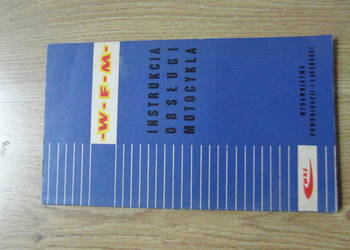 -W-F-M-
INSTRUKCJA
OBSŁUGI
MOTOCYKLA
WYDAWNICTWA
KOMUNIKACJI I ŁĄCZNOŚCI